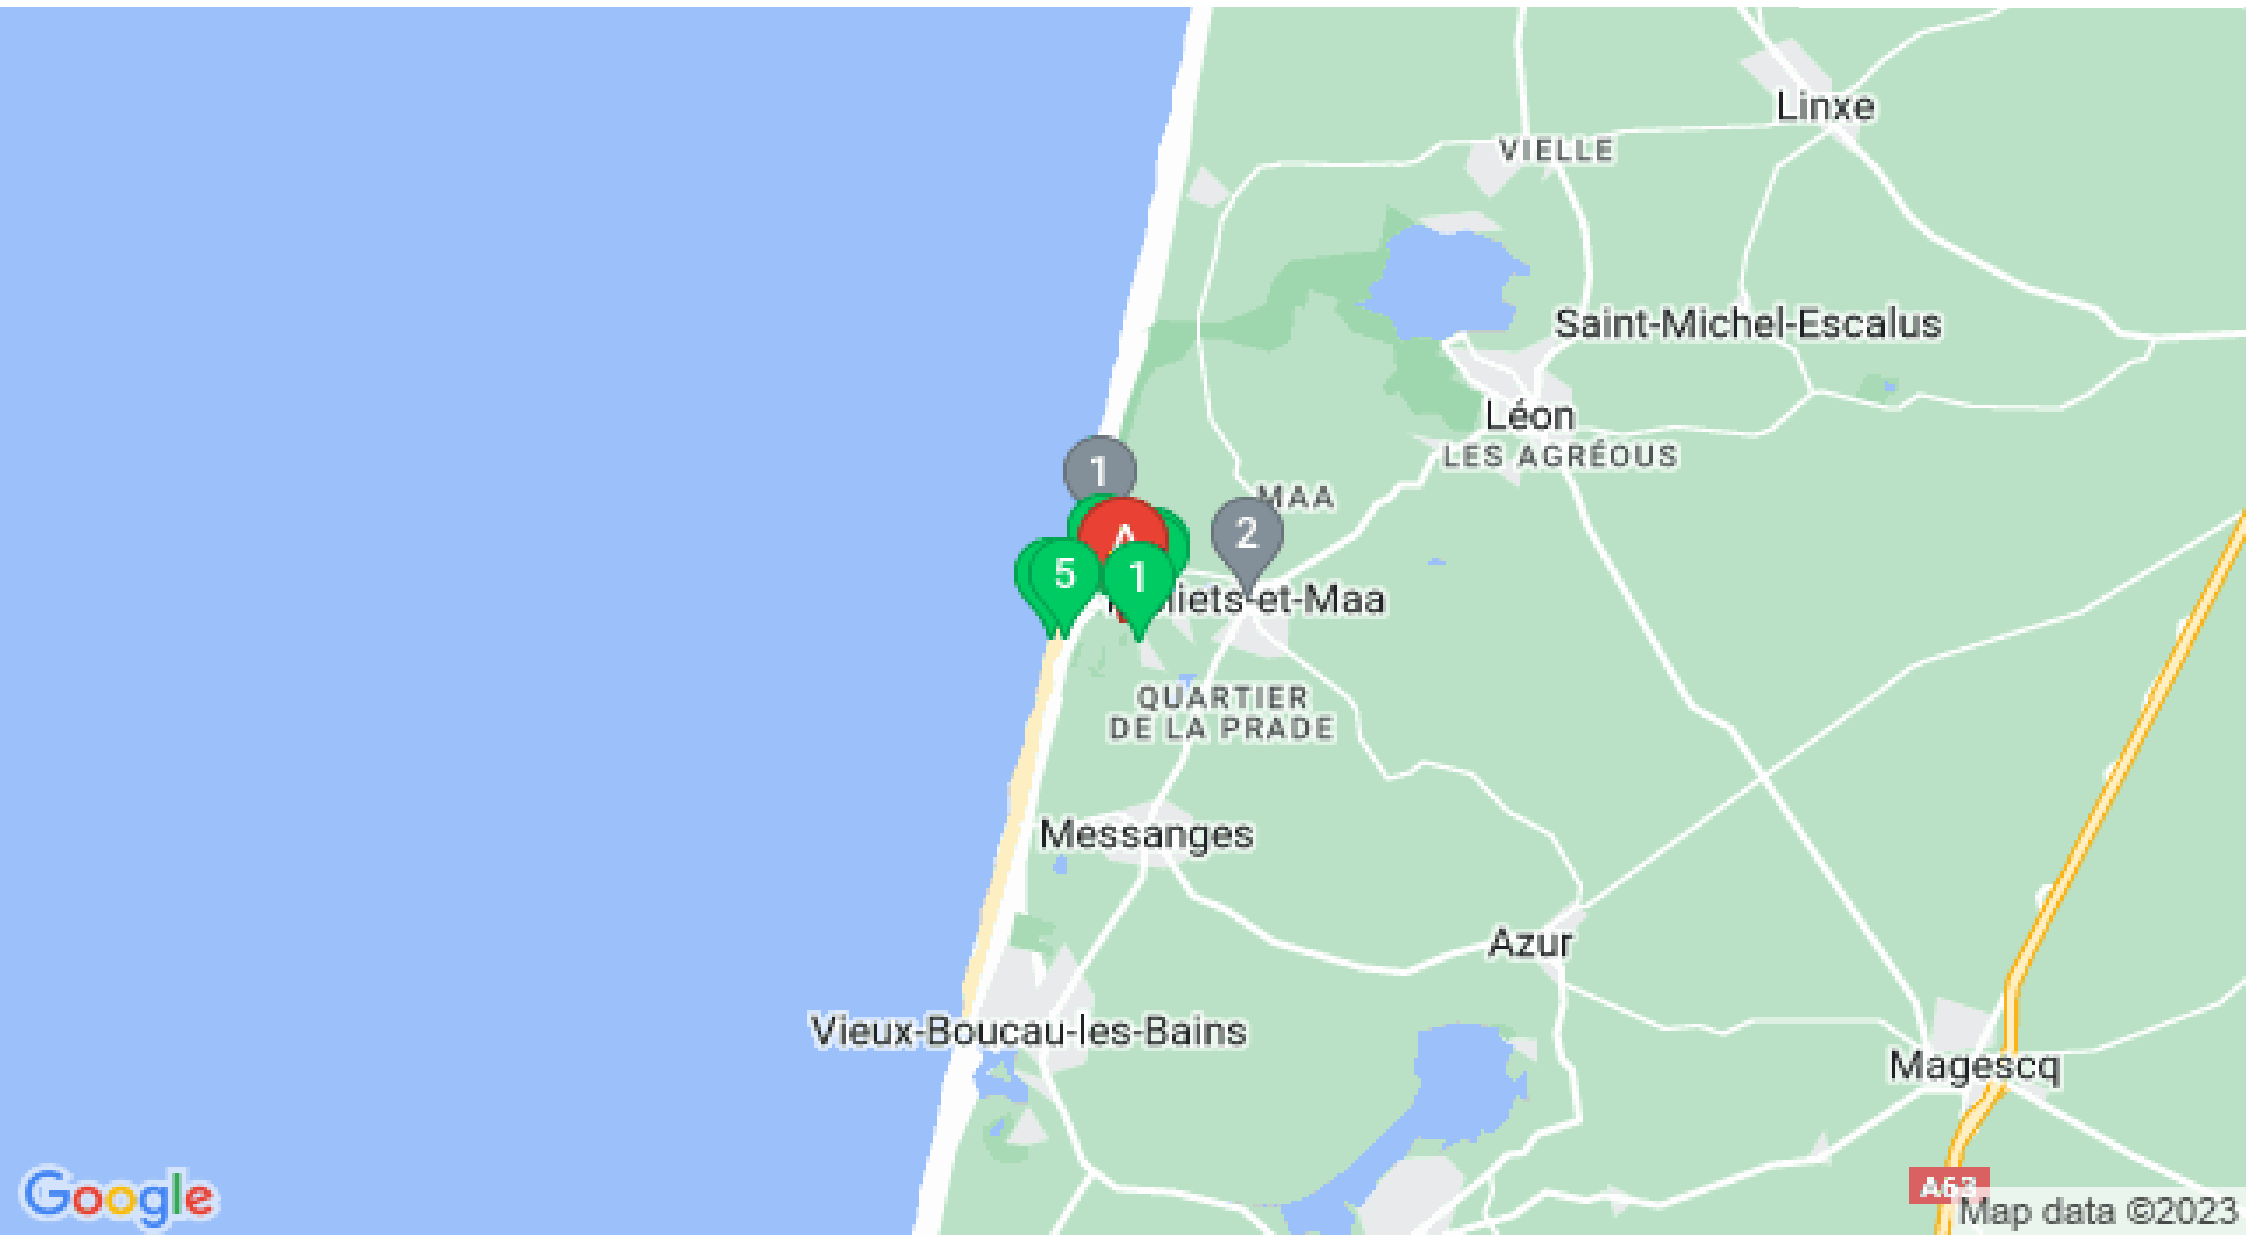 Linxe
VIELLE
Saint-Michel-Escalus
Léon
LES AGRÉOUS
1
MAA
2
A
5
1
iets-et-Maa
QUARTIER
DE LA PRADE
Messanges
Azur
Vieux-Boucau-les-Bains
Magescq
A63
Google
Map data ©2023